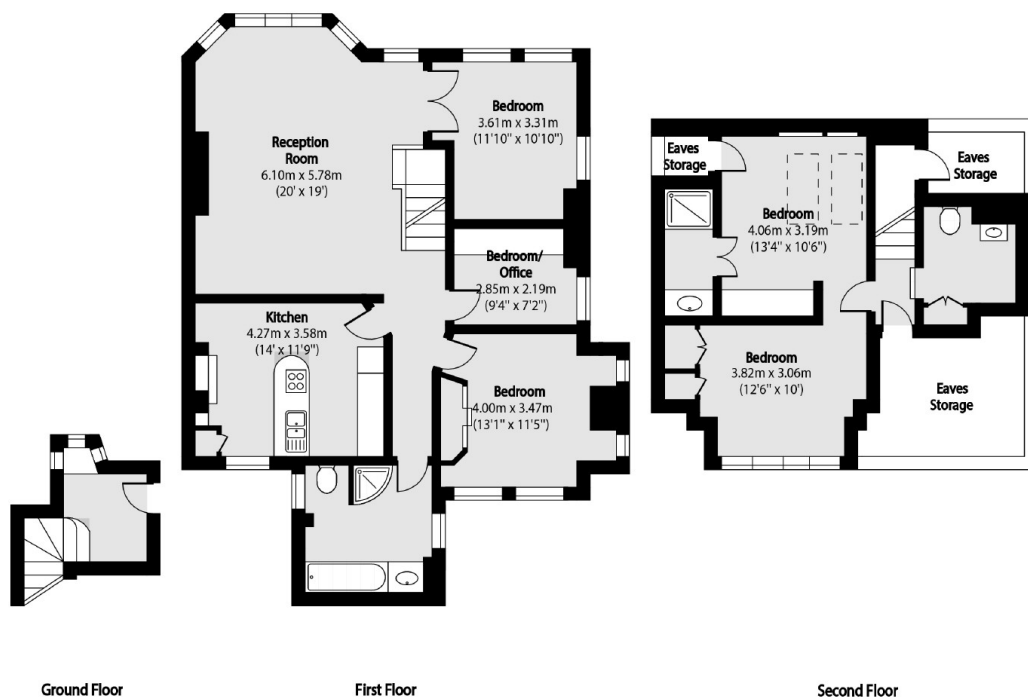 Reception
Room
6.10m x 5.78m
(20' x 19')
Bedroom
3.61m x 3.31m
(11'10" x 10'10")
Bedroom/
Office
2.85m x 2.19m
(9'4" x 7'2")
Kitchen
4.27m x 3.58m
(14' x 11'9")
Bedroom
4.00m x 3.47m
(13'1" x 11'5")
Eaves
Storage
Bedroom
4.06m x 3.19m
(13'4" x 10'6")
Eaves
Storage
Bedroom
3.82m x 3.06m
(12'6" x 10')
Eaves
Storage
Ground Floor
First Floor
Second Floor